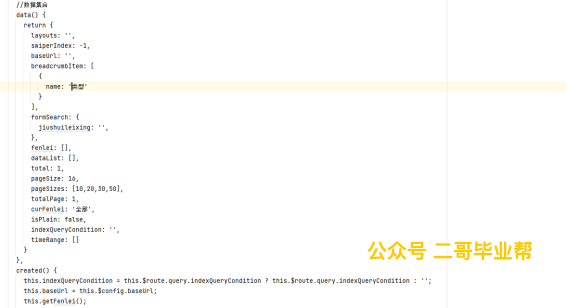 //数据集合
data() {
return {
layouts: '',
saiperIndex: -1,
baseUrl: '',
breadcrumbItem: [
{
name: '典型'
}
],
formSearch: {
jiushuileixing: '',
},
fenlei: [],
dataList: [],
total: 1,
pageSize: 16,
pageSizes: [10,20,30,50],
totalPage: 1,
curFenlei: '全部',
isPlain: false,
indexQueryCondition: '',
timeRange: []
}
},
created() {
this.indexQueryCondition = this.$route.query.indexQueryCondition ? this.$route.query.indexQueryCondition : '';
this.baseUrl = this.$config.baseUrl;
this.getFenlei();
公众号 二哥毕业帮